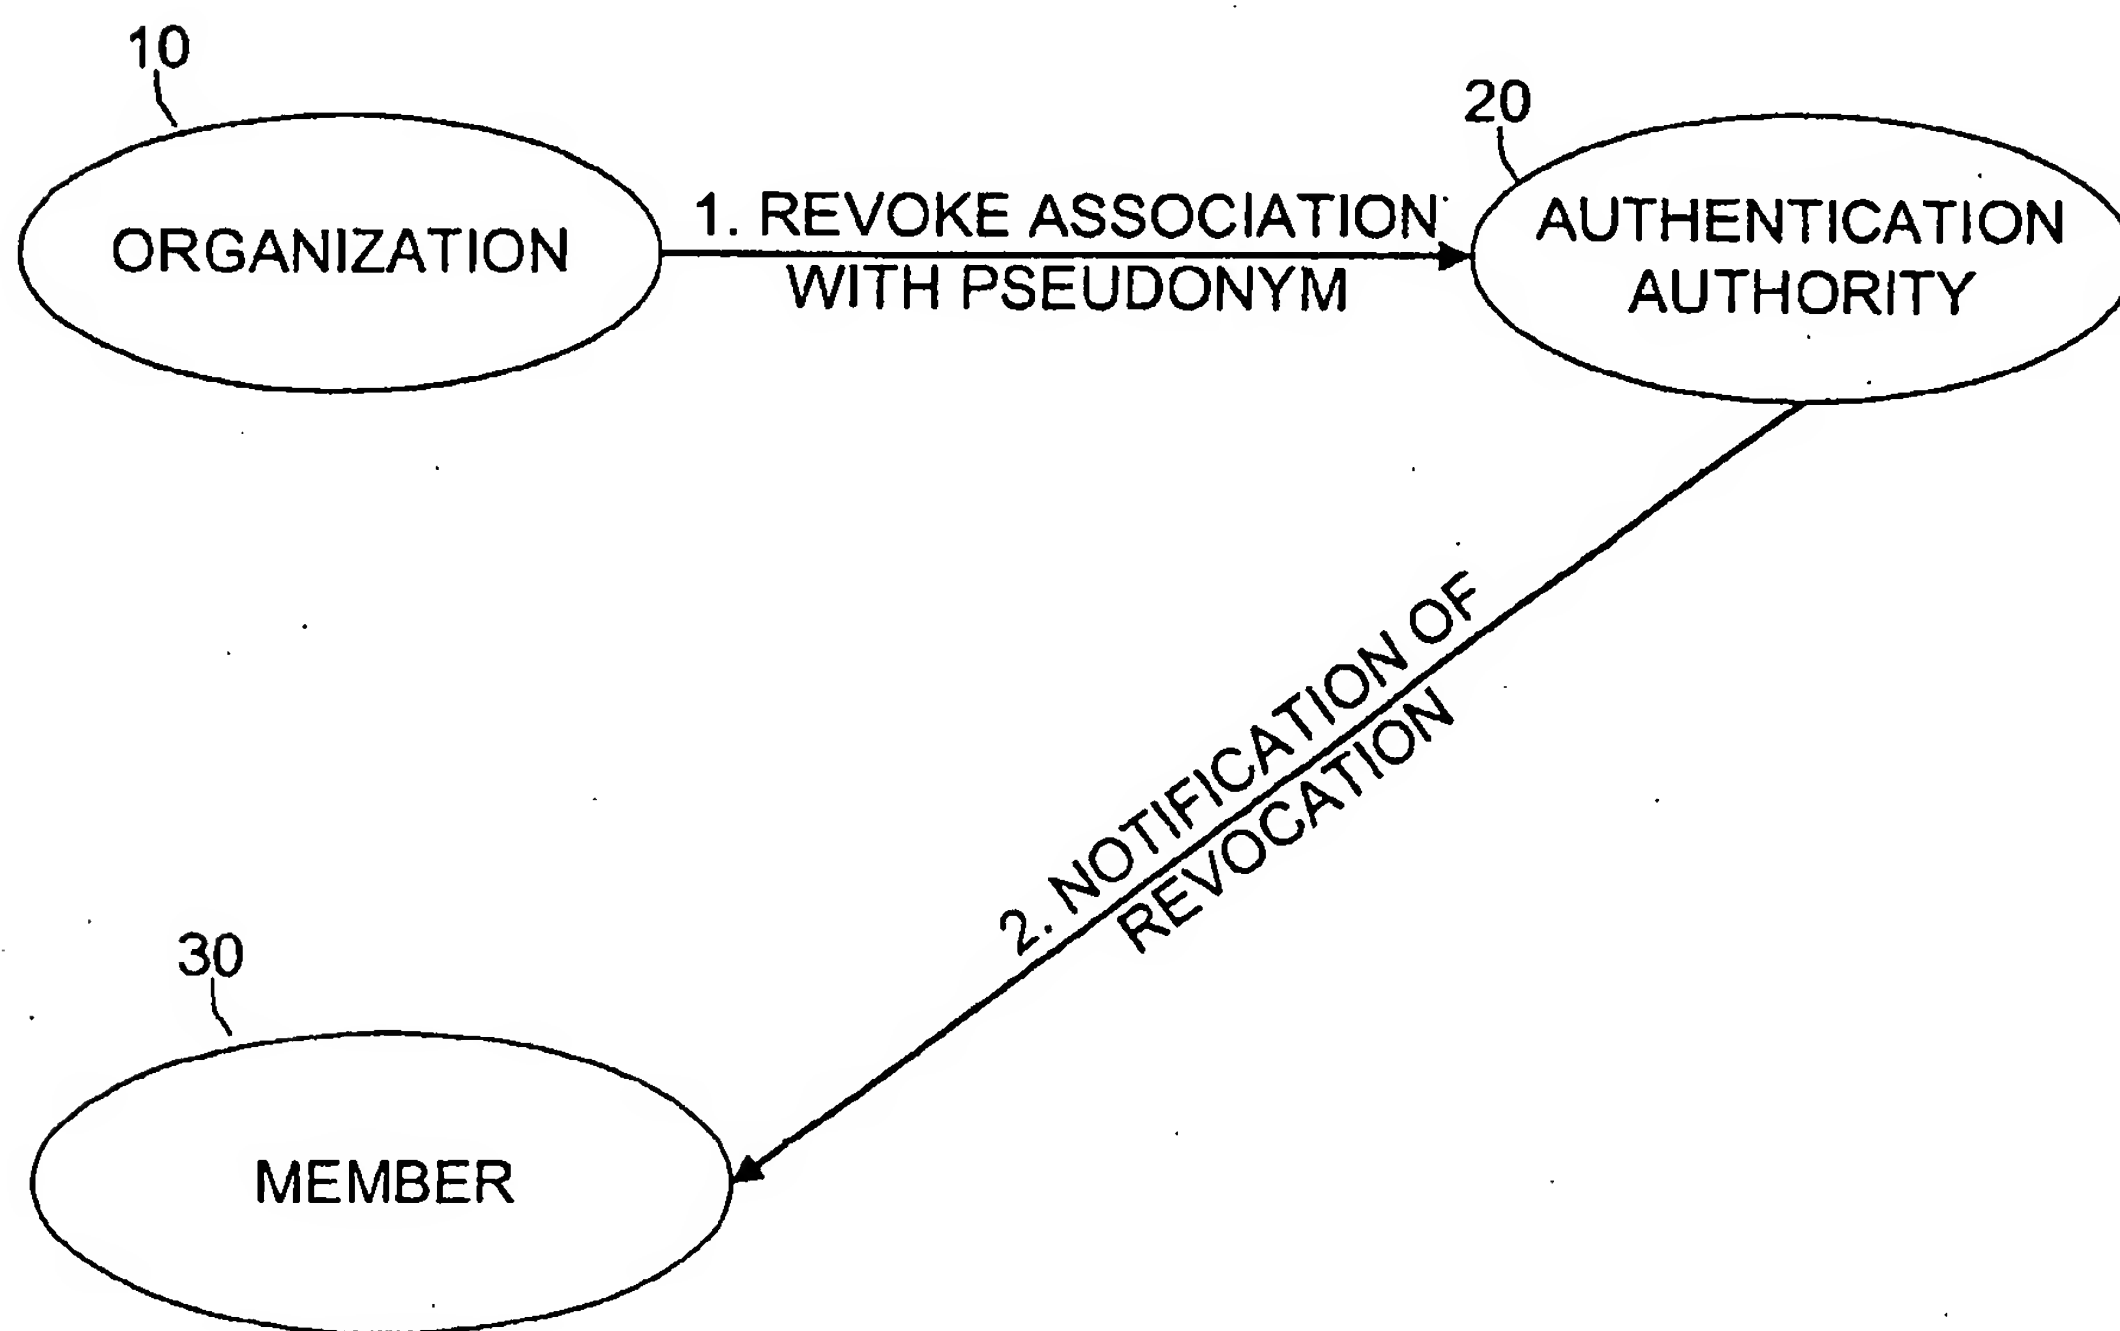 10
20
ORGANIZATION
1. REVOKE ASSOCIATION
WITH PSEUDONYM
AUTHENTICATION
AUTHORITY
2. NOTIFICATION OF
REVOCATION
30
MEMBER